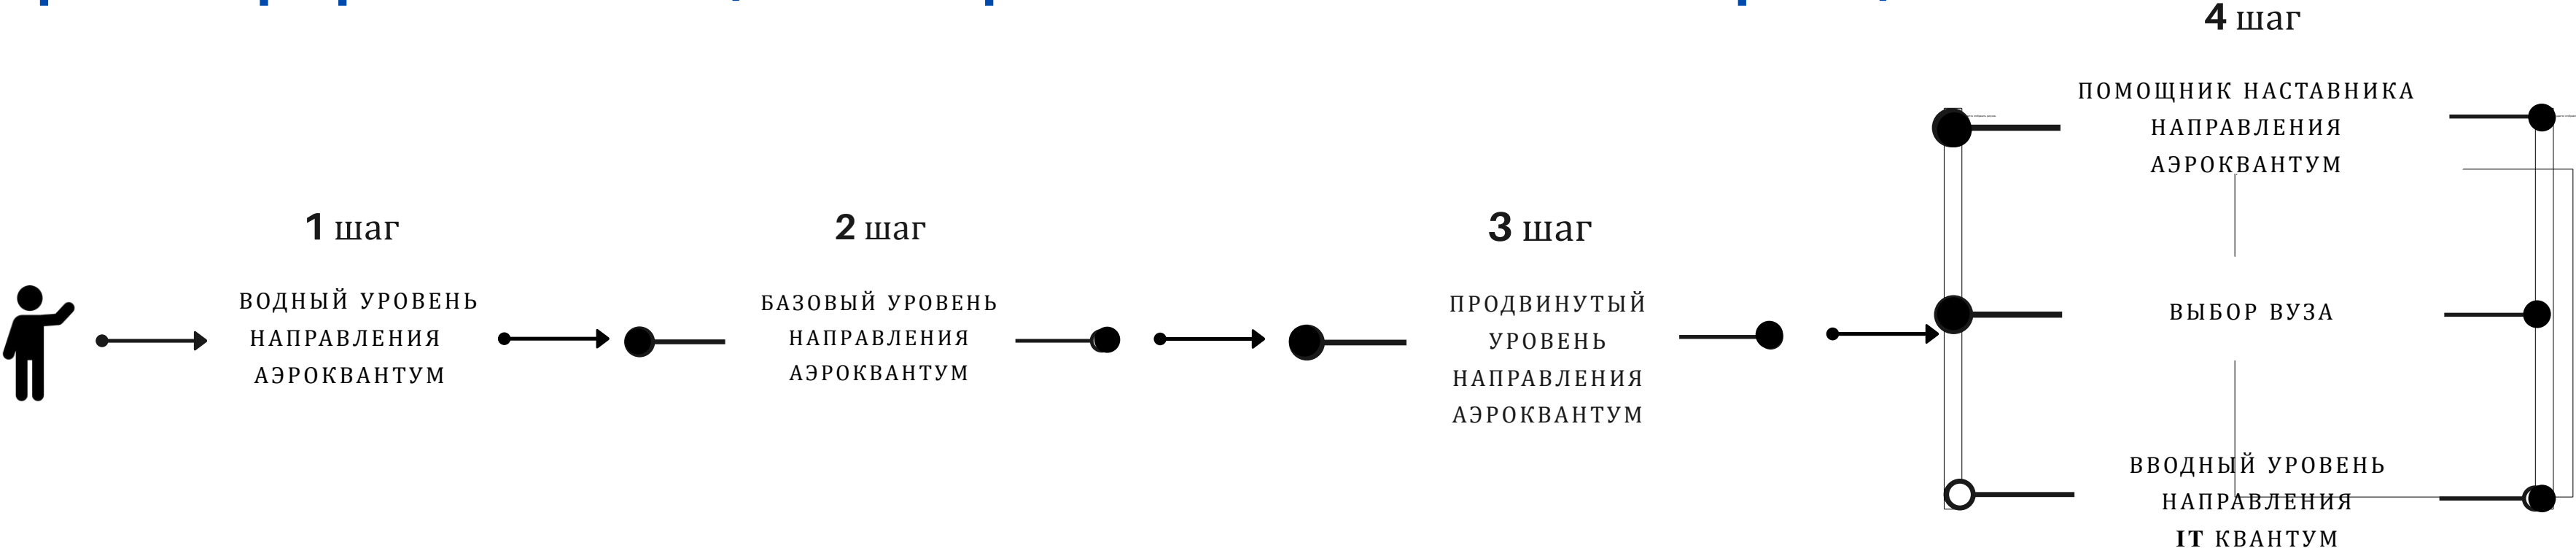 1 шаг
ВОДНЫЙ УРОВЕНЬ
НАПРАВЛЕНИЯ
АЭРОКВАНТУМ
2 шаг
БАЗОВЫЙ УРОВЕНЬ
НАПРАВЛЕНИЯ
АЭРОКВАНТУМ
3 шаг
ПРОДВИНУТЫЙ
УРОВЕНЬ
НАПРАВЛЕНИЯ
АЭРОКВАНТУМ
4 шаг
ПОМОЩНИК НАСТАВНИКА
НАПРАВЛЕНИЯ
АЭРОКВАНТУМ
ВЫБОР ВУЗА
ВВОДНЫЙ УРОВЕНЬ
НАПРАВЛЕНИЯ
IT КВАНТУМ